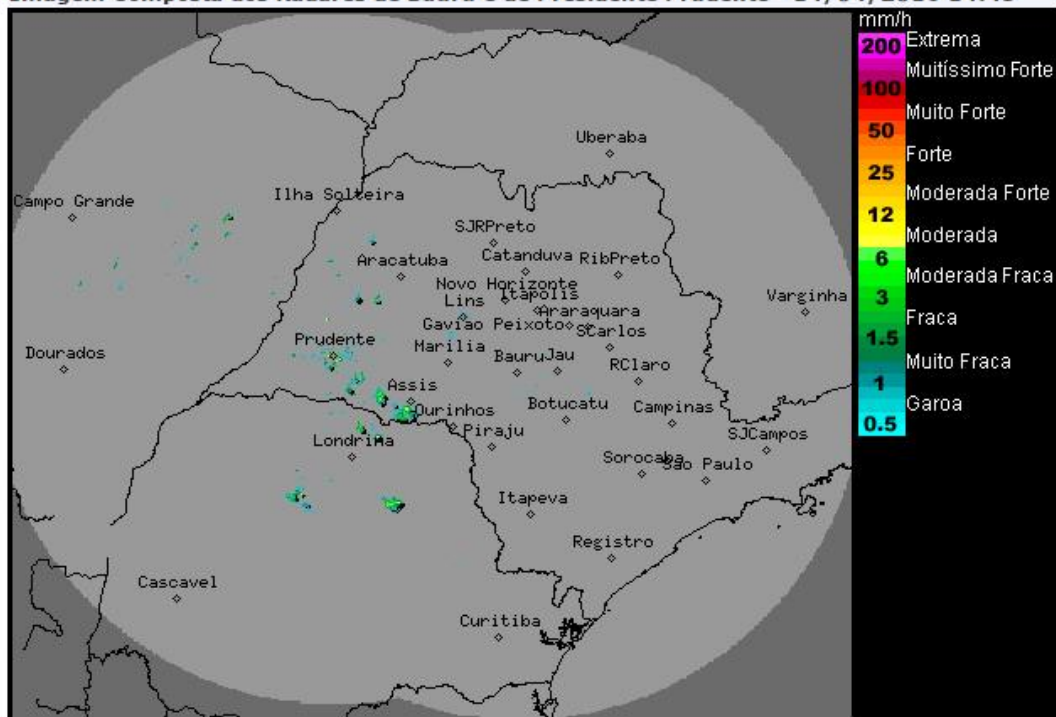 mm/h
200 Extrema
Muitíssimo Forte
100
Muito Forte
50
Forte
25
Moderada Forte
12
Moderada
6
Moderada Fraca
3
Fraca
1.5
Muito Fraca
1
Garoa
0.5
Uberaba
Campo Grande
Ilha Solteira
SJRPreto
Catanduva
RibPreto
Aracatuba
Novo Horizonte
Itapolis
Lins
Araraquara
Varginha
Gaviao Peixoto
SCarlos
Prudente
Dourados
Marilia
Bauru
Jau
RClaro
Assis
Ourinhos
Botucatu
Campinas
Piraju
Londrina
SJCampos
Sorocaba
Sao Paulo
Itapeva
Registro
Cascavel
Curitiba